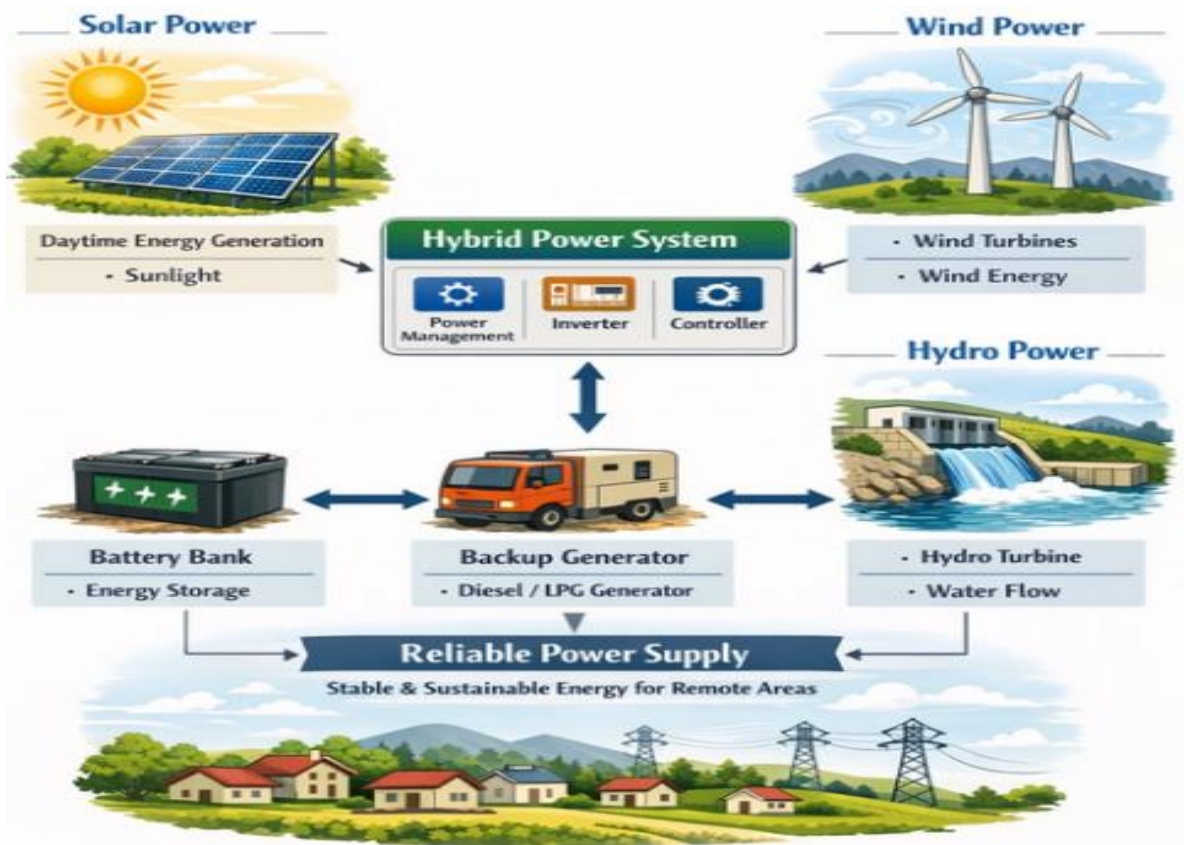 Solar Power
Wind Power
Daytime Energy Generation
• Sunlight
Hybrid Power System
Power
Management
Inverter
Controller
• Wind Turbines
• Wind Energy
Hydro Power
Battery Bank
• Energy Storage
Backup Generator
• Diesel / LPG Generator
• Hydro Turbine
• Water Flow
Reliable Power Supply
Stable & Sustainable Energy for Remote Areas